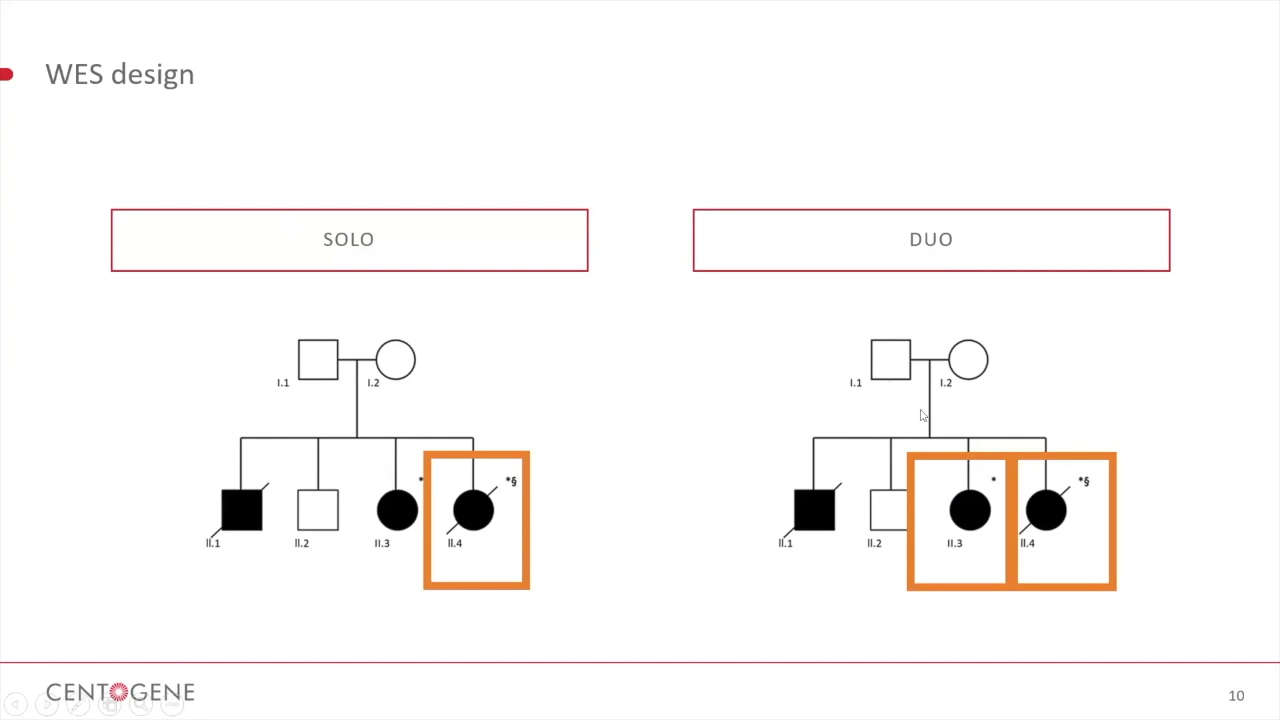 WES design
SOLO
DUO
I.1
I.2
I.1
I.2
*
*§
*
*§
II.1
II.2
II.3
II.4
II.1
II.2
II.3
II.4
CENTOGENE
10